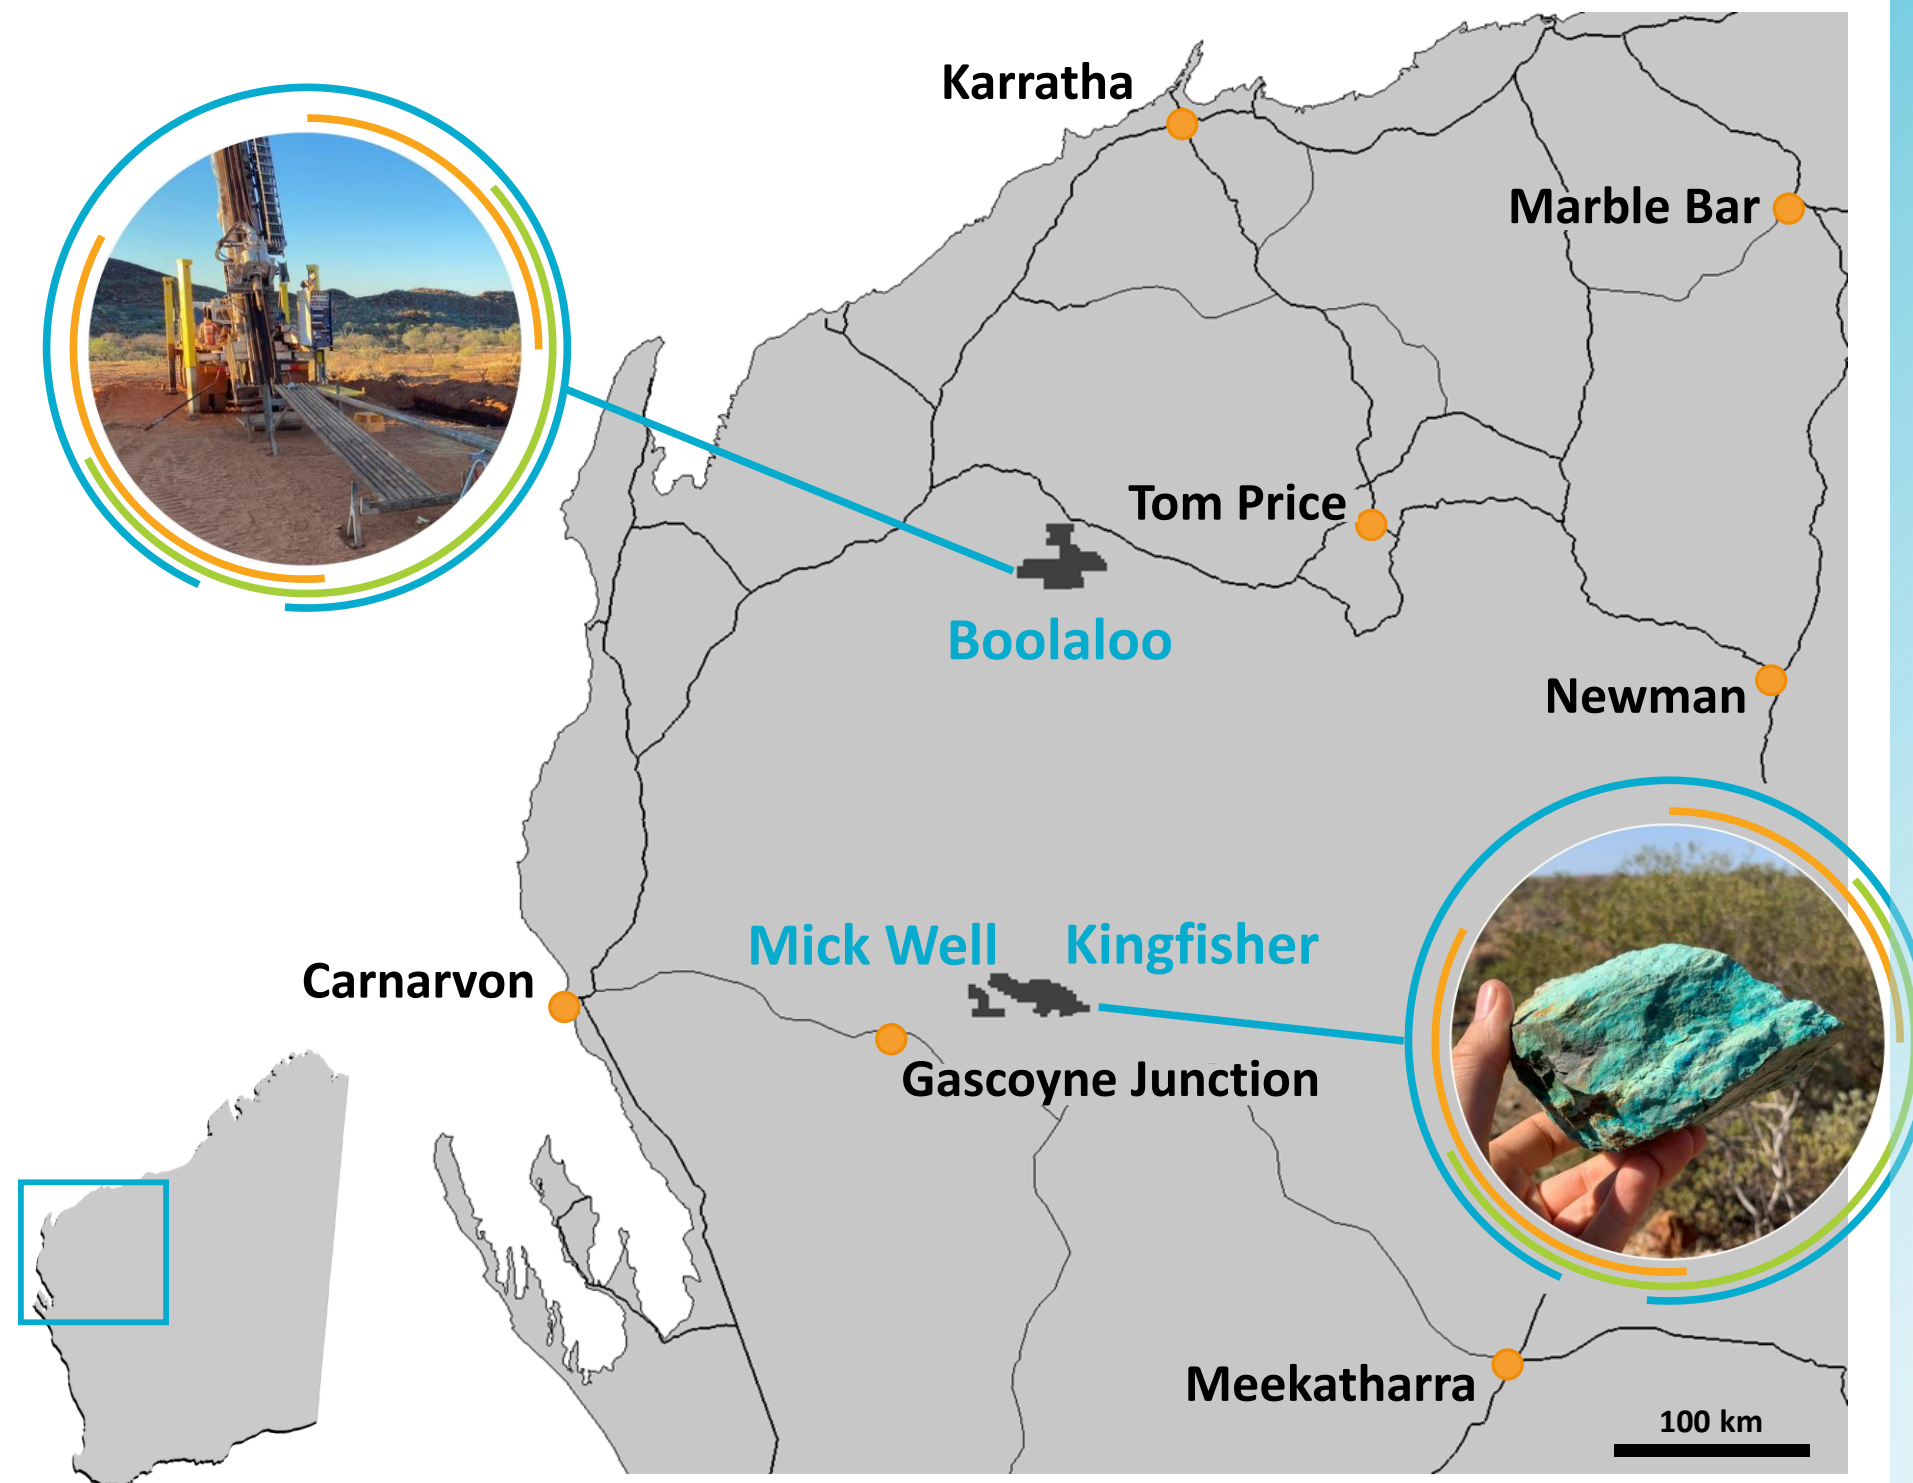 Karratha
Marble Bar
Tom Price
Boolaloo
Newman
Mick Well
Kingfisher
Carnarvon
Gascoyne Junction
Meekatharra
100 km